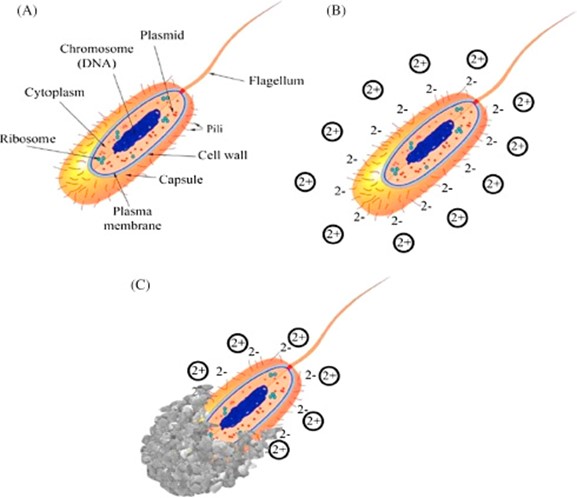 (A)
Plasmid
Chromosome
(DNA)
Flagellum
Cytoplasm
Pili
Ribosome
Cell wall
Capsule
Plasma
membrane
(B)
2+
2+
2-
2+
2-
2+
2-
2-
2+
2-
2-
2+
2-
2-
2+
2+
2-
2-
2-
2-
2+
2-
2+
2+
(C)
2+
2+
2-
2-
2+
2-
2-
2+
2-
2+
2-
2+